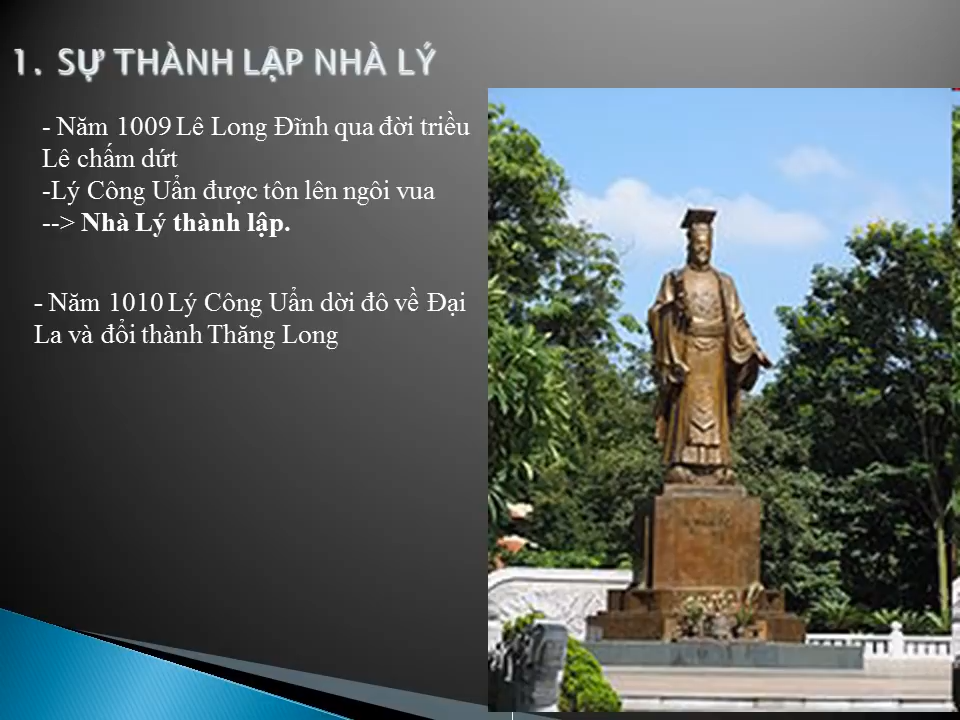 1. SỰ THÀNH LẬP NHÀ LÝ
- Năm 1009 Lê Long Đĩnh qua đời triều
Lê chấm dứt
-Lý Công Uẩn được tôn lên ngôi vua
--> Nhà Lý thành lập.
- Năm 1010 Lý Công Uẩn dời đô về Đại
La và đổi thành Thăng Long